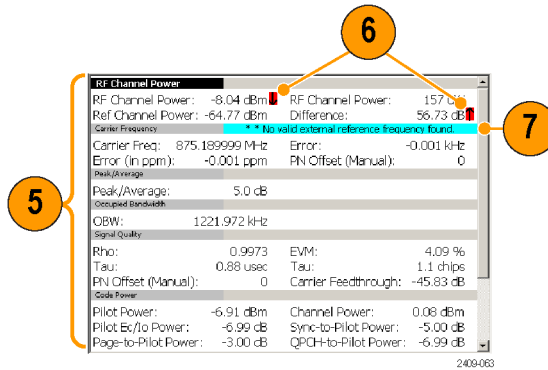 6
RF Channel Power
RF Channel Power: -8.04 dBm RF Channel Power: 157
Ref Channel Power: -64.77 dBm Difference: 56.73 dB
Carrier Frequency * * No valid external reference frequency found.
7
Carrier Freq: 875.189999 MHz Error: -0.001 kHz
Error (in ppm): -0.001 ppm PN Offset (Manual): 0
Peak/Average
Peak/Average: 5.0 dB
5
Occupied Bandwidth
OBW: 1221.972 kHz
Signal Quality
Rho: 0.9973 EVM: 4.09 %
Tau: 0.88 usec Tau: 1.1 chips
PN Offset (Manual): 0 Carrier Feedthrough: -45.83 dB
Code Power
Pilot Power: -6.91 dBm Channel Power: 0.08 dBm
Pilot Ec/Io Power: -6.99 dB Sync-to-Pilot Power: -5.00 dB
Page-to-Pilot Power: -3.00 dB QPCH-to-Pilot Power: -6.99 dB
2409-063